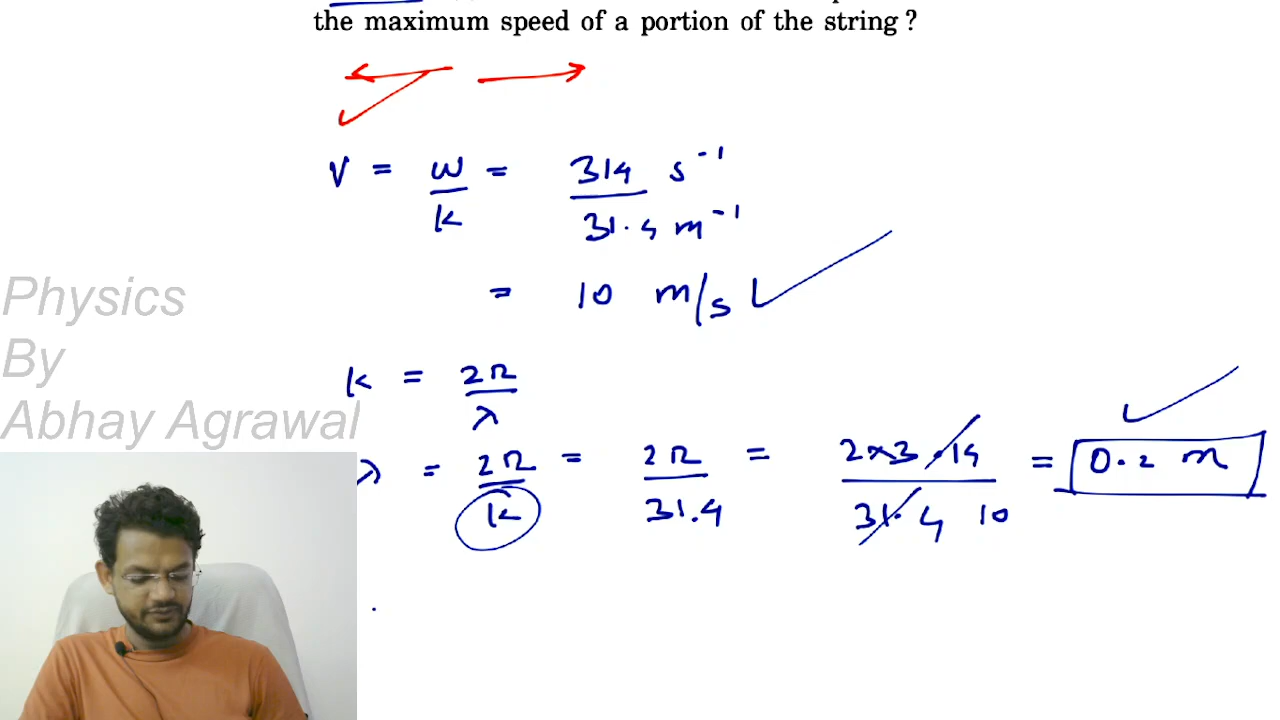 the maximum speed of a portion of the string ?
V = ω/k = 314 s⁻¹ / 31.4 m⁻¹
= 10 m/s
k = 2π/λ
λ = 2π/k = 2π/31.4 = 2×3.14 / 31.4 10 = 0.2 m
Physics
By
Abhay Agrawal